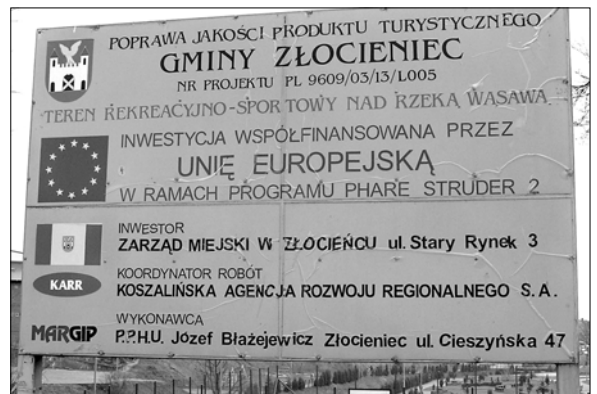 POPRAWA JAKOŚCI PRODUKTU TURYSTYCZNEGO
GMINY ZŁOCIENIEC
NR PROJEKTU PL 9609/03/13/L005
TEREN REKREACYJNO-SPORTOWY NAD RZEKĄ WĄSAWĄ
INWESTYCJA WSPÓŁFINANSOWANA PRZEZ
UNIĘ EUROPEJSKĄ
W RAMACH PROGRAMU PHARE STRUDER 2
INWESTOR
ZARZĄD MIEJSKI W ZŁOCIEŃCU ul. Stary Rynek 3
KARR
KOORDYNATOR ROBÓT
KOSZALIŃSKA AGENCJA ROZWOJU REGIONALNEGO S.A.
MARGIP
WYKONAWCA
P.P.H.U. Józef Błażejewicz Złocieniec ul. Cieszyńska 47